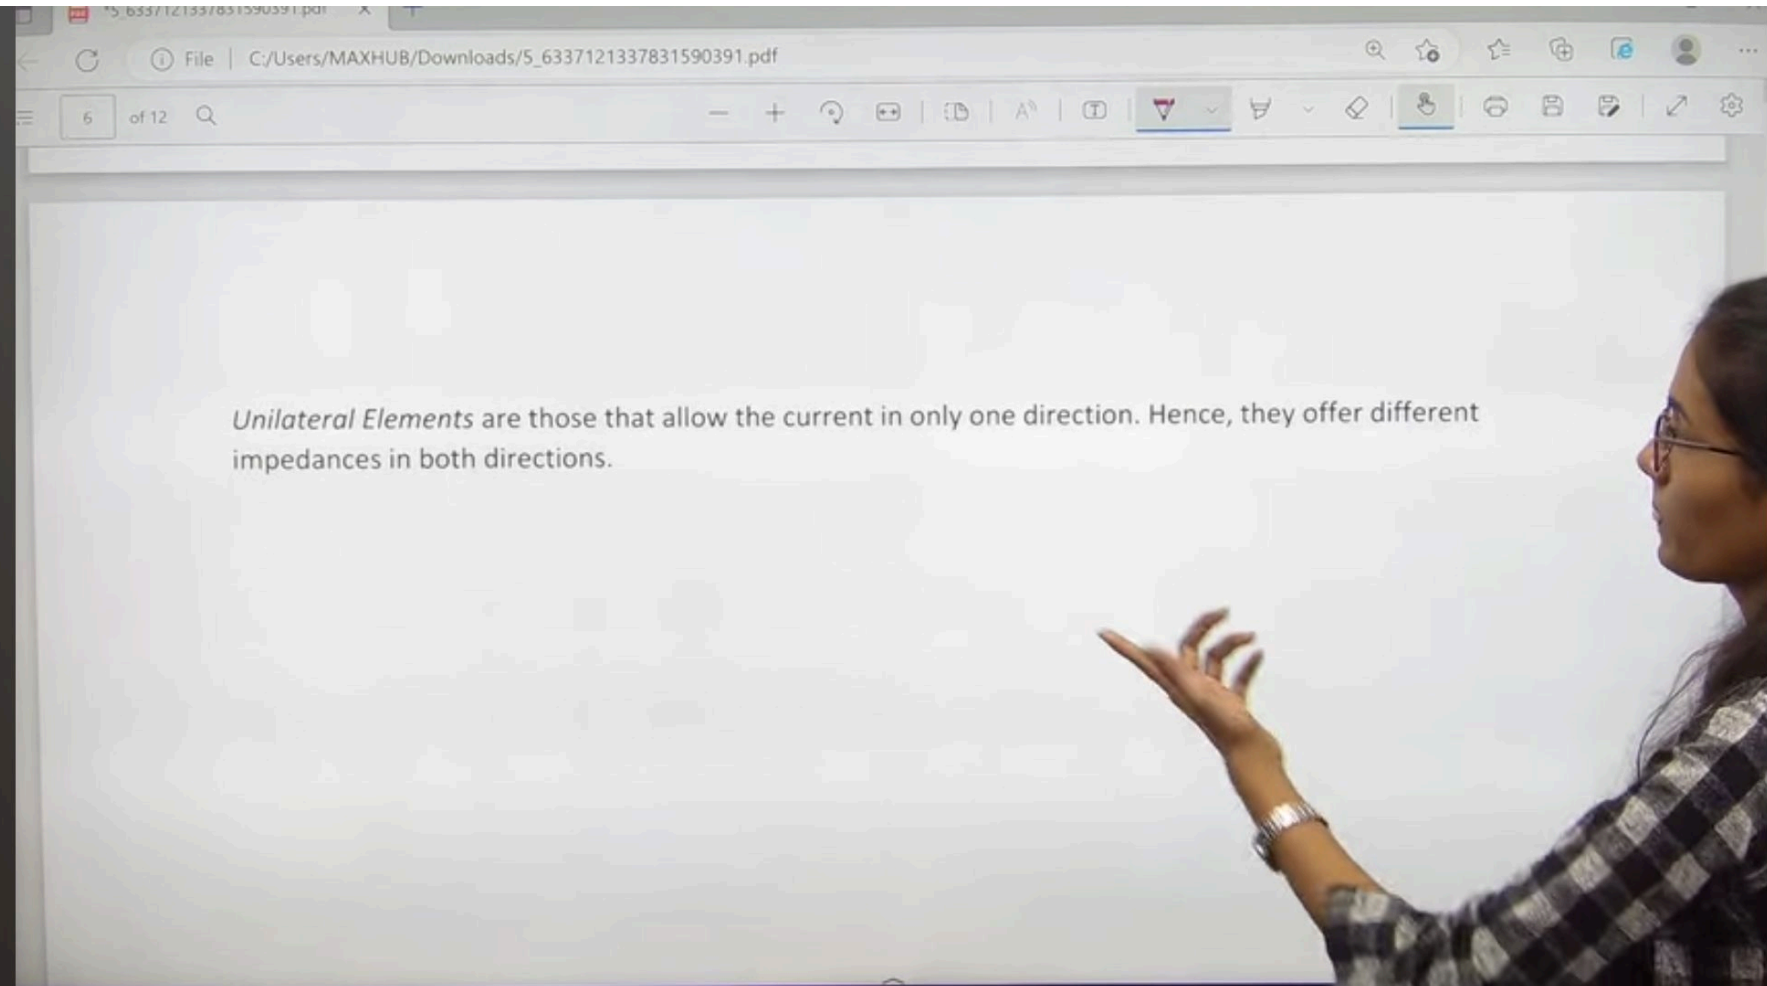 File C:/Users/MAXHUB/Downloads/5_6337121337831590391.pdf
6 of 12
Unilateral Elements are those that allow the current in only one direction. Hence, they offer different
impedances in both directions.